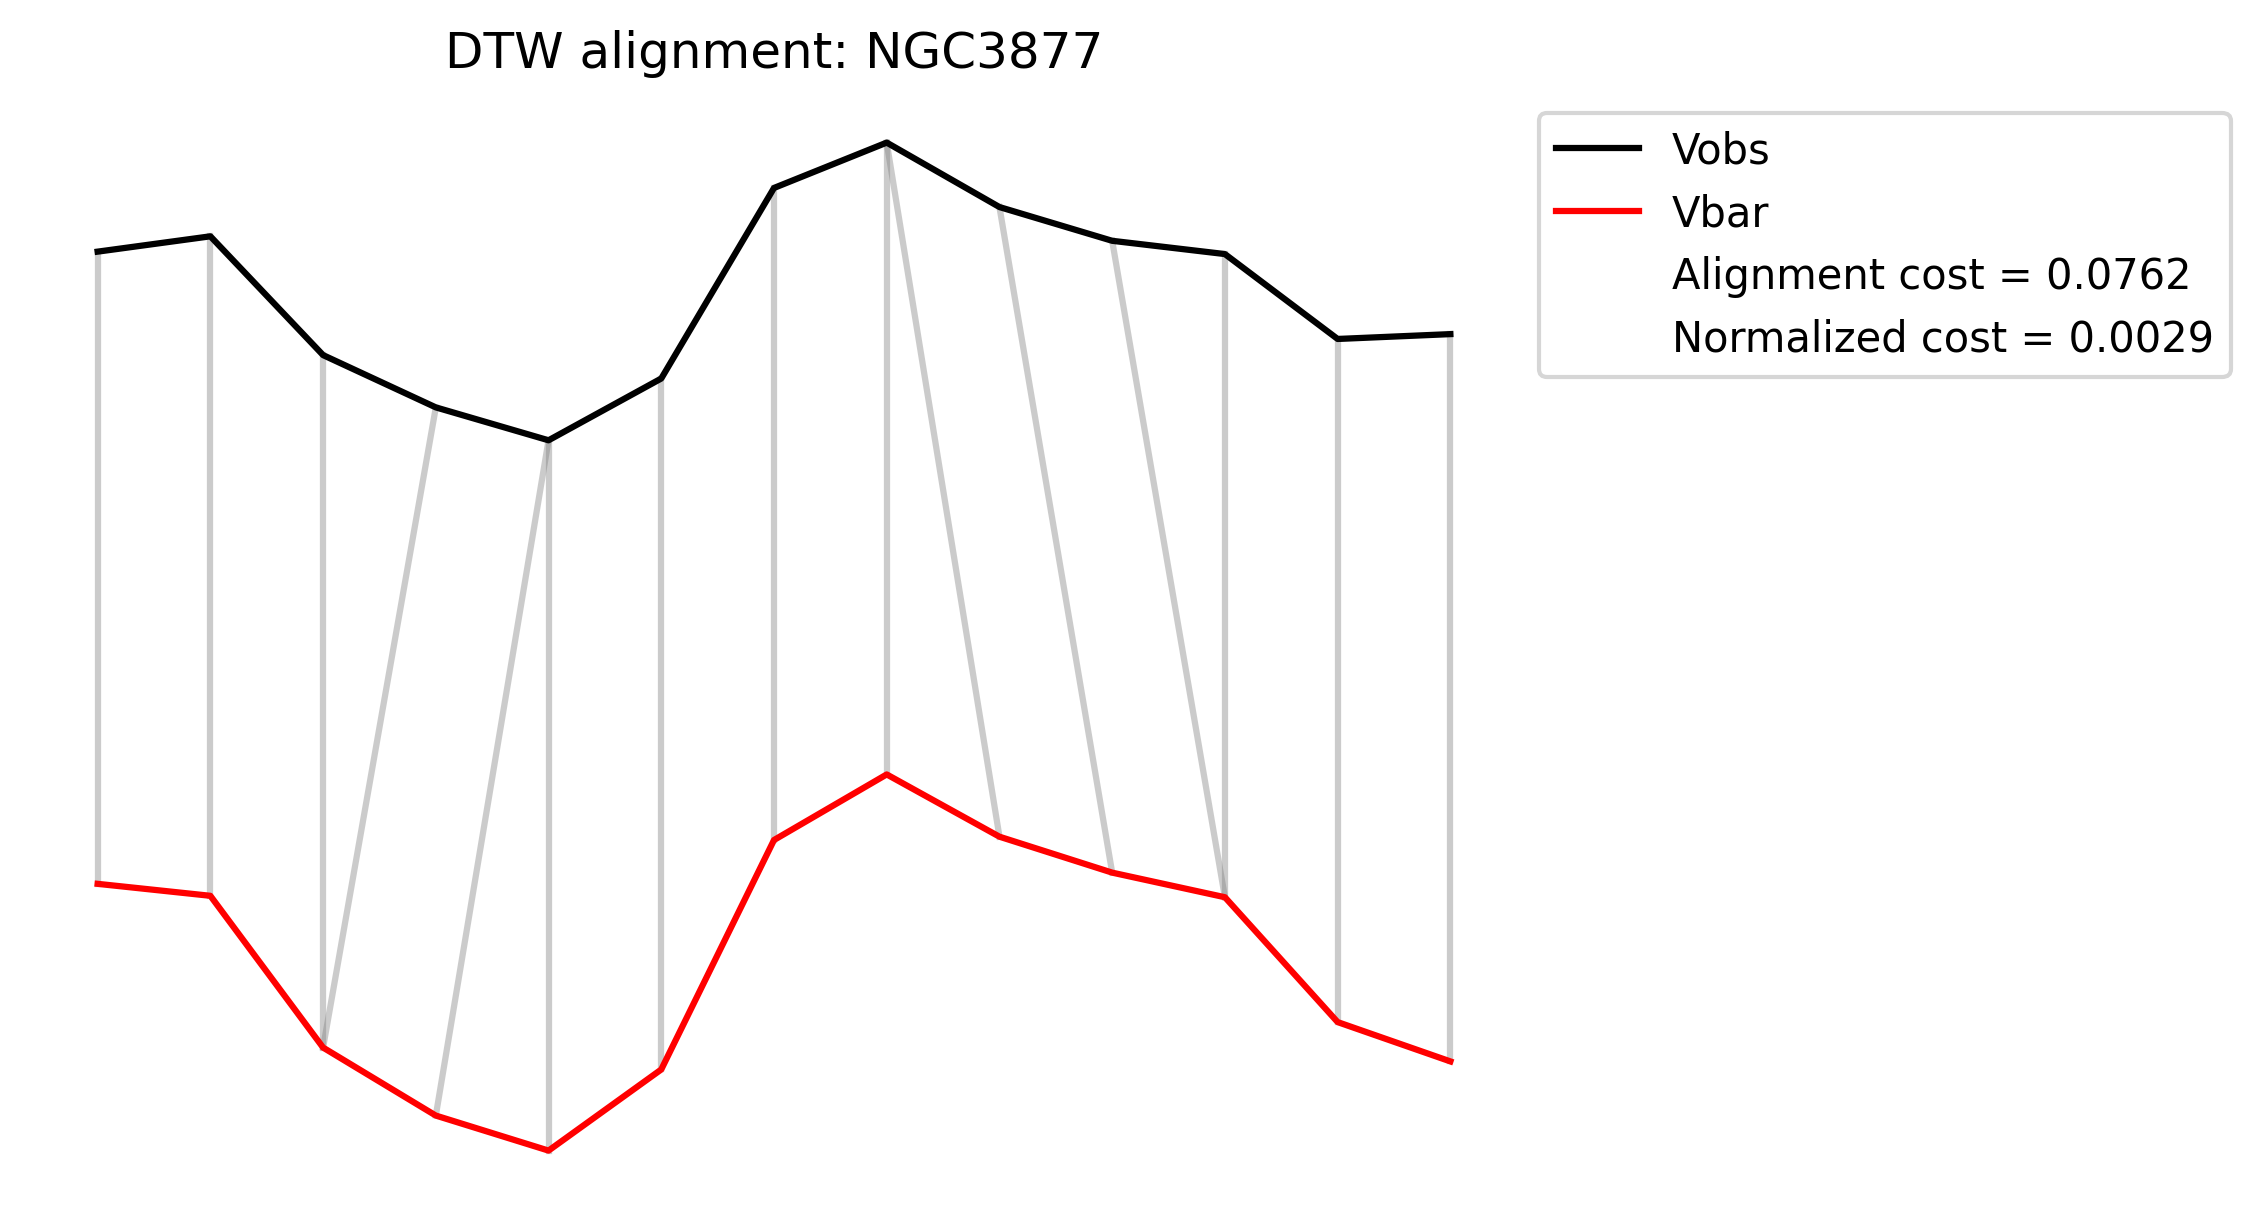 DTW alignment: NGC3877
Vobs
Vbar
Alignment cost = 0.0762
Normalized cost = 0.0029